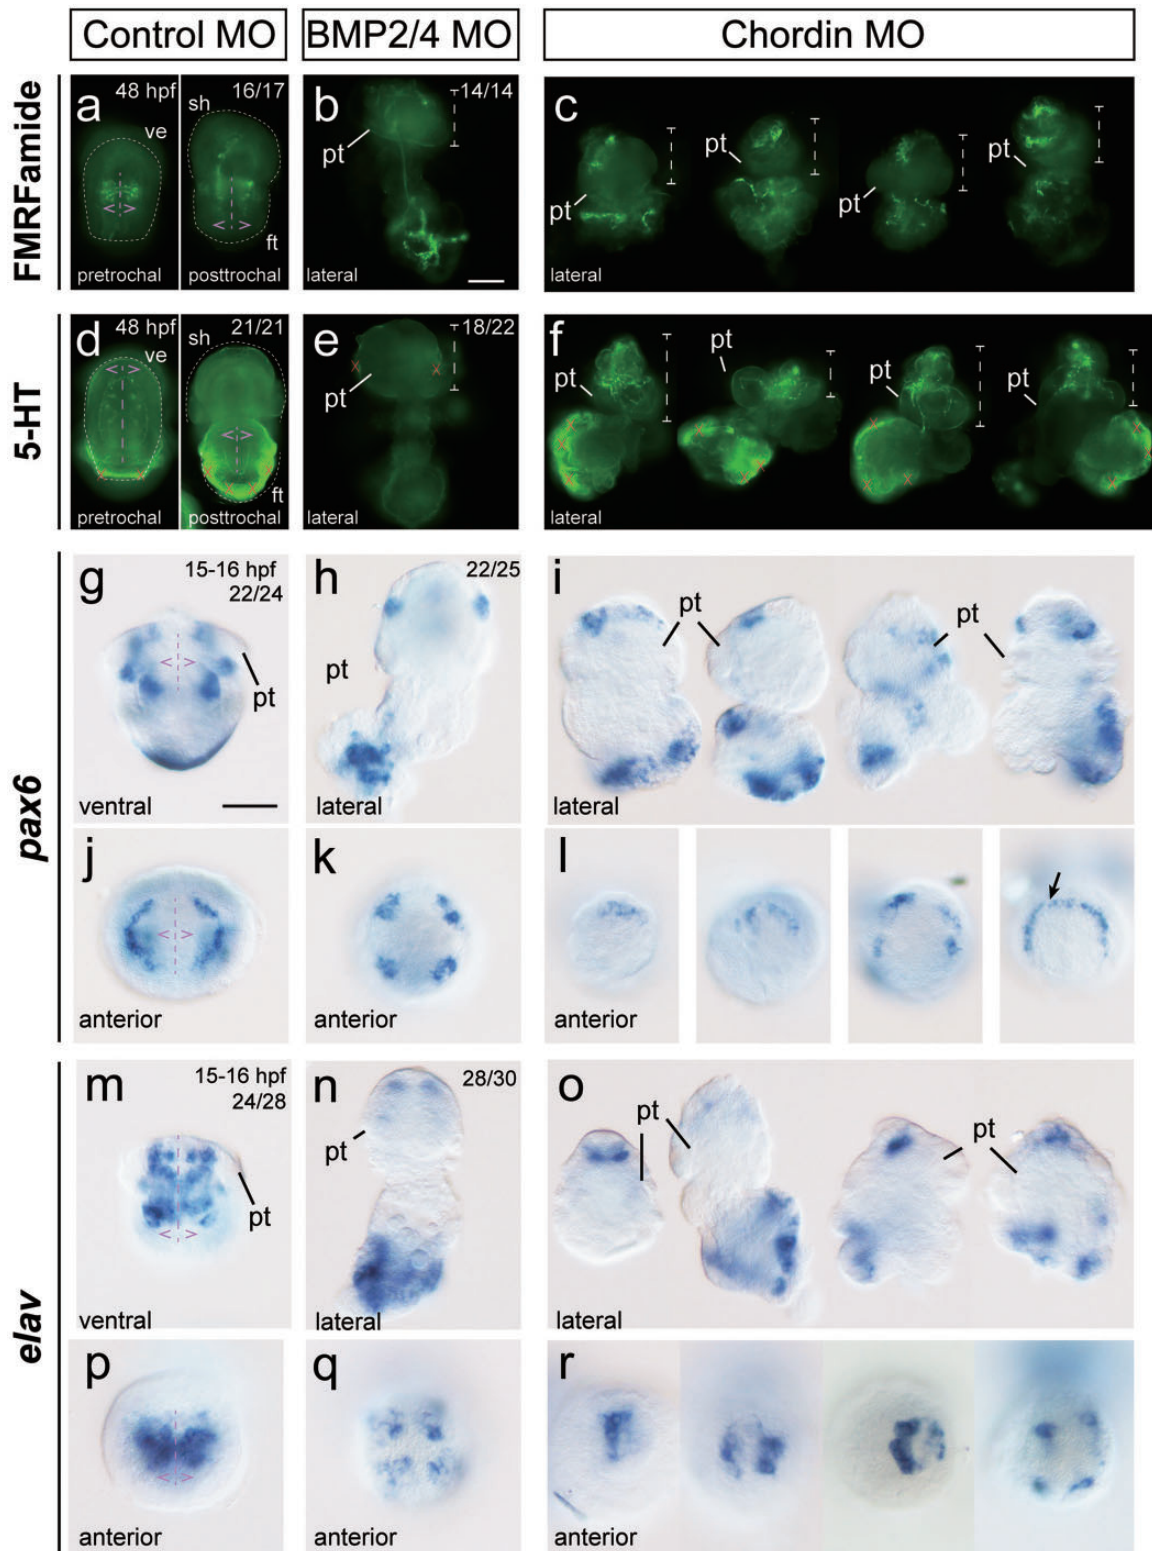 Control MO BMP2/4 MO Chordin MO
FMRFamide
a 48 hpf ve pretrochal
16/17 sh ft posttrochal
b 14/14 pt lateral
c pt pt pt pt lateral
5-HT
d 48 hpf ve pretrochal
21/21 sh ft posttrochal
e 18/22 pt lateral
f pt pt pt pt lateral
pax6
g 15-16 hpf
22/24
pt
ventral
h 22/25
pt
lateral
i pt pt
lateral
j
anterior
k
anterior
l
anterior
elav
m 15-16 hpf
24/28
pt
ventral
n 28/30
pt
lateral
o pt pt
lateral
p
anterior
q
anterior
r
anterior